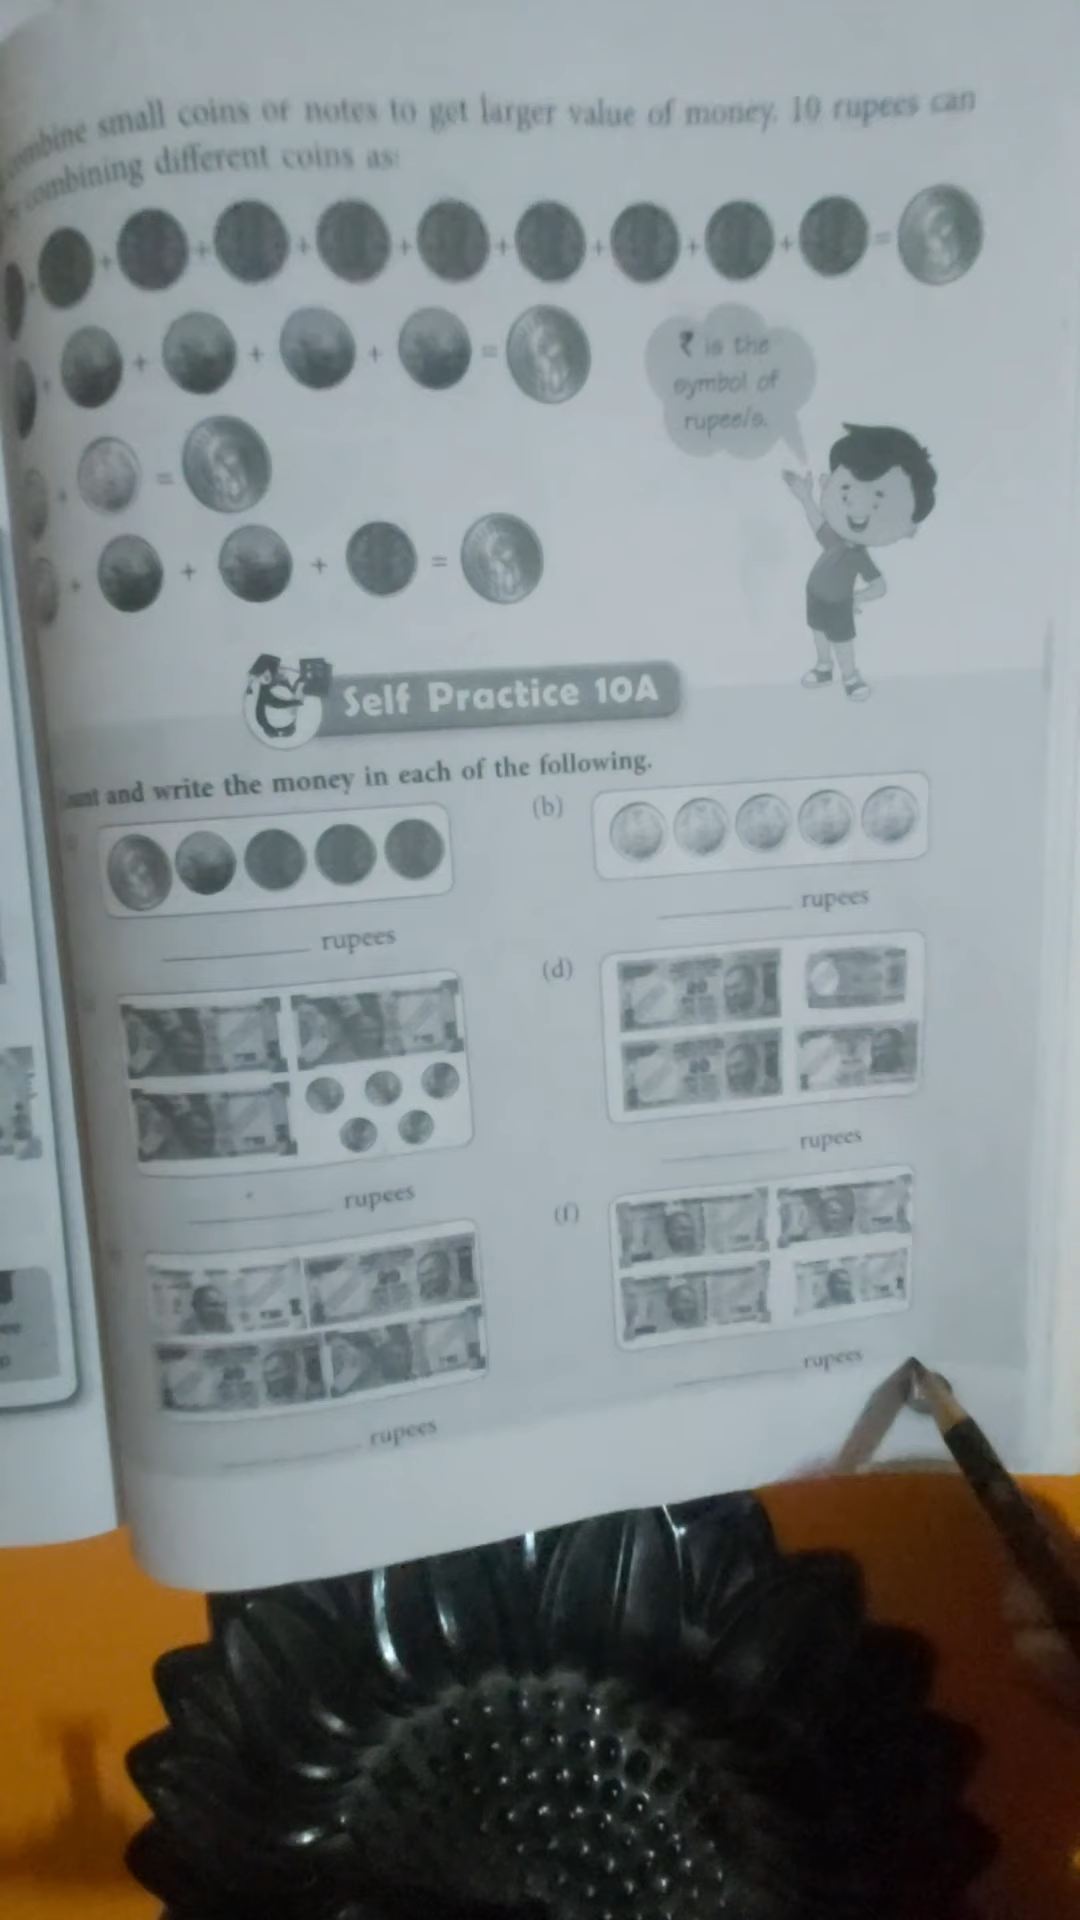 combine small coins or notes to get larger value of money. 10 rupees can
combining different coins as:
+ + + + + + + + =
+ + + + =
₹ is the
symbol of
rupee/s.
+ =
+ + + =
Self Practice 10A
and write the money in each of the following.
(b)
rupees
rupees
(d)
rupees
rupees
(f)
rupees
rupees